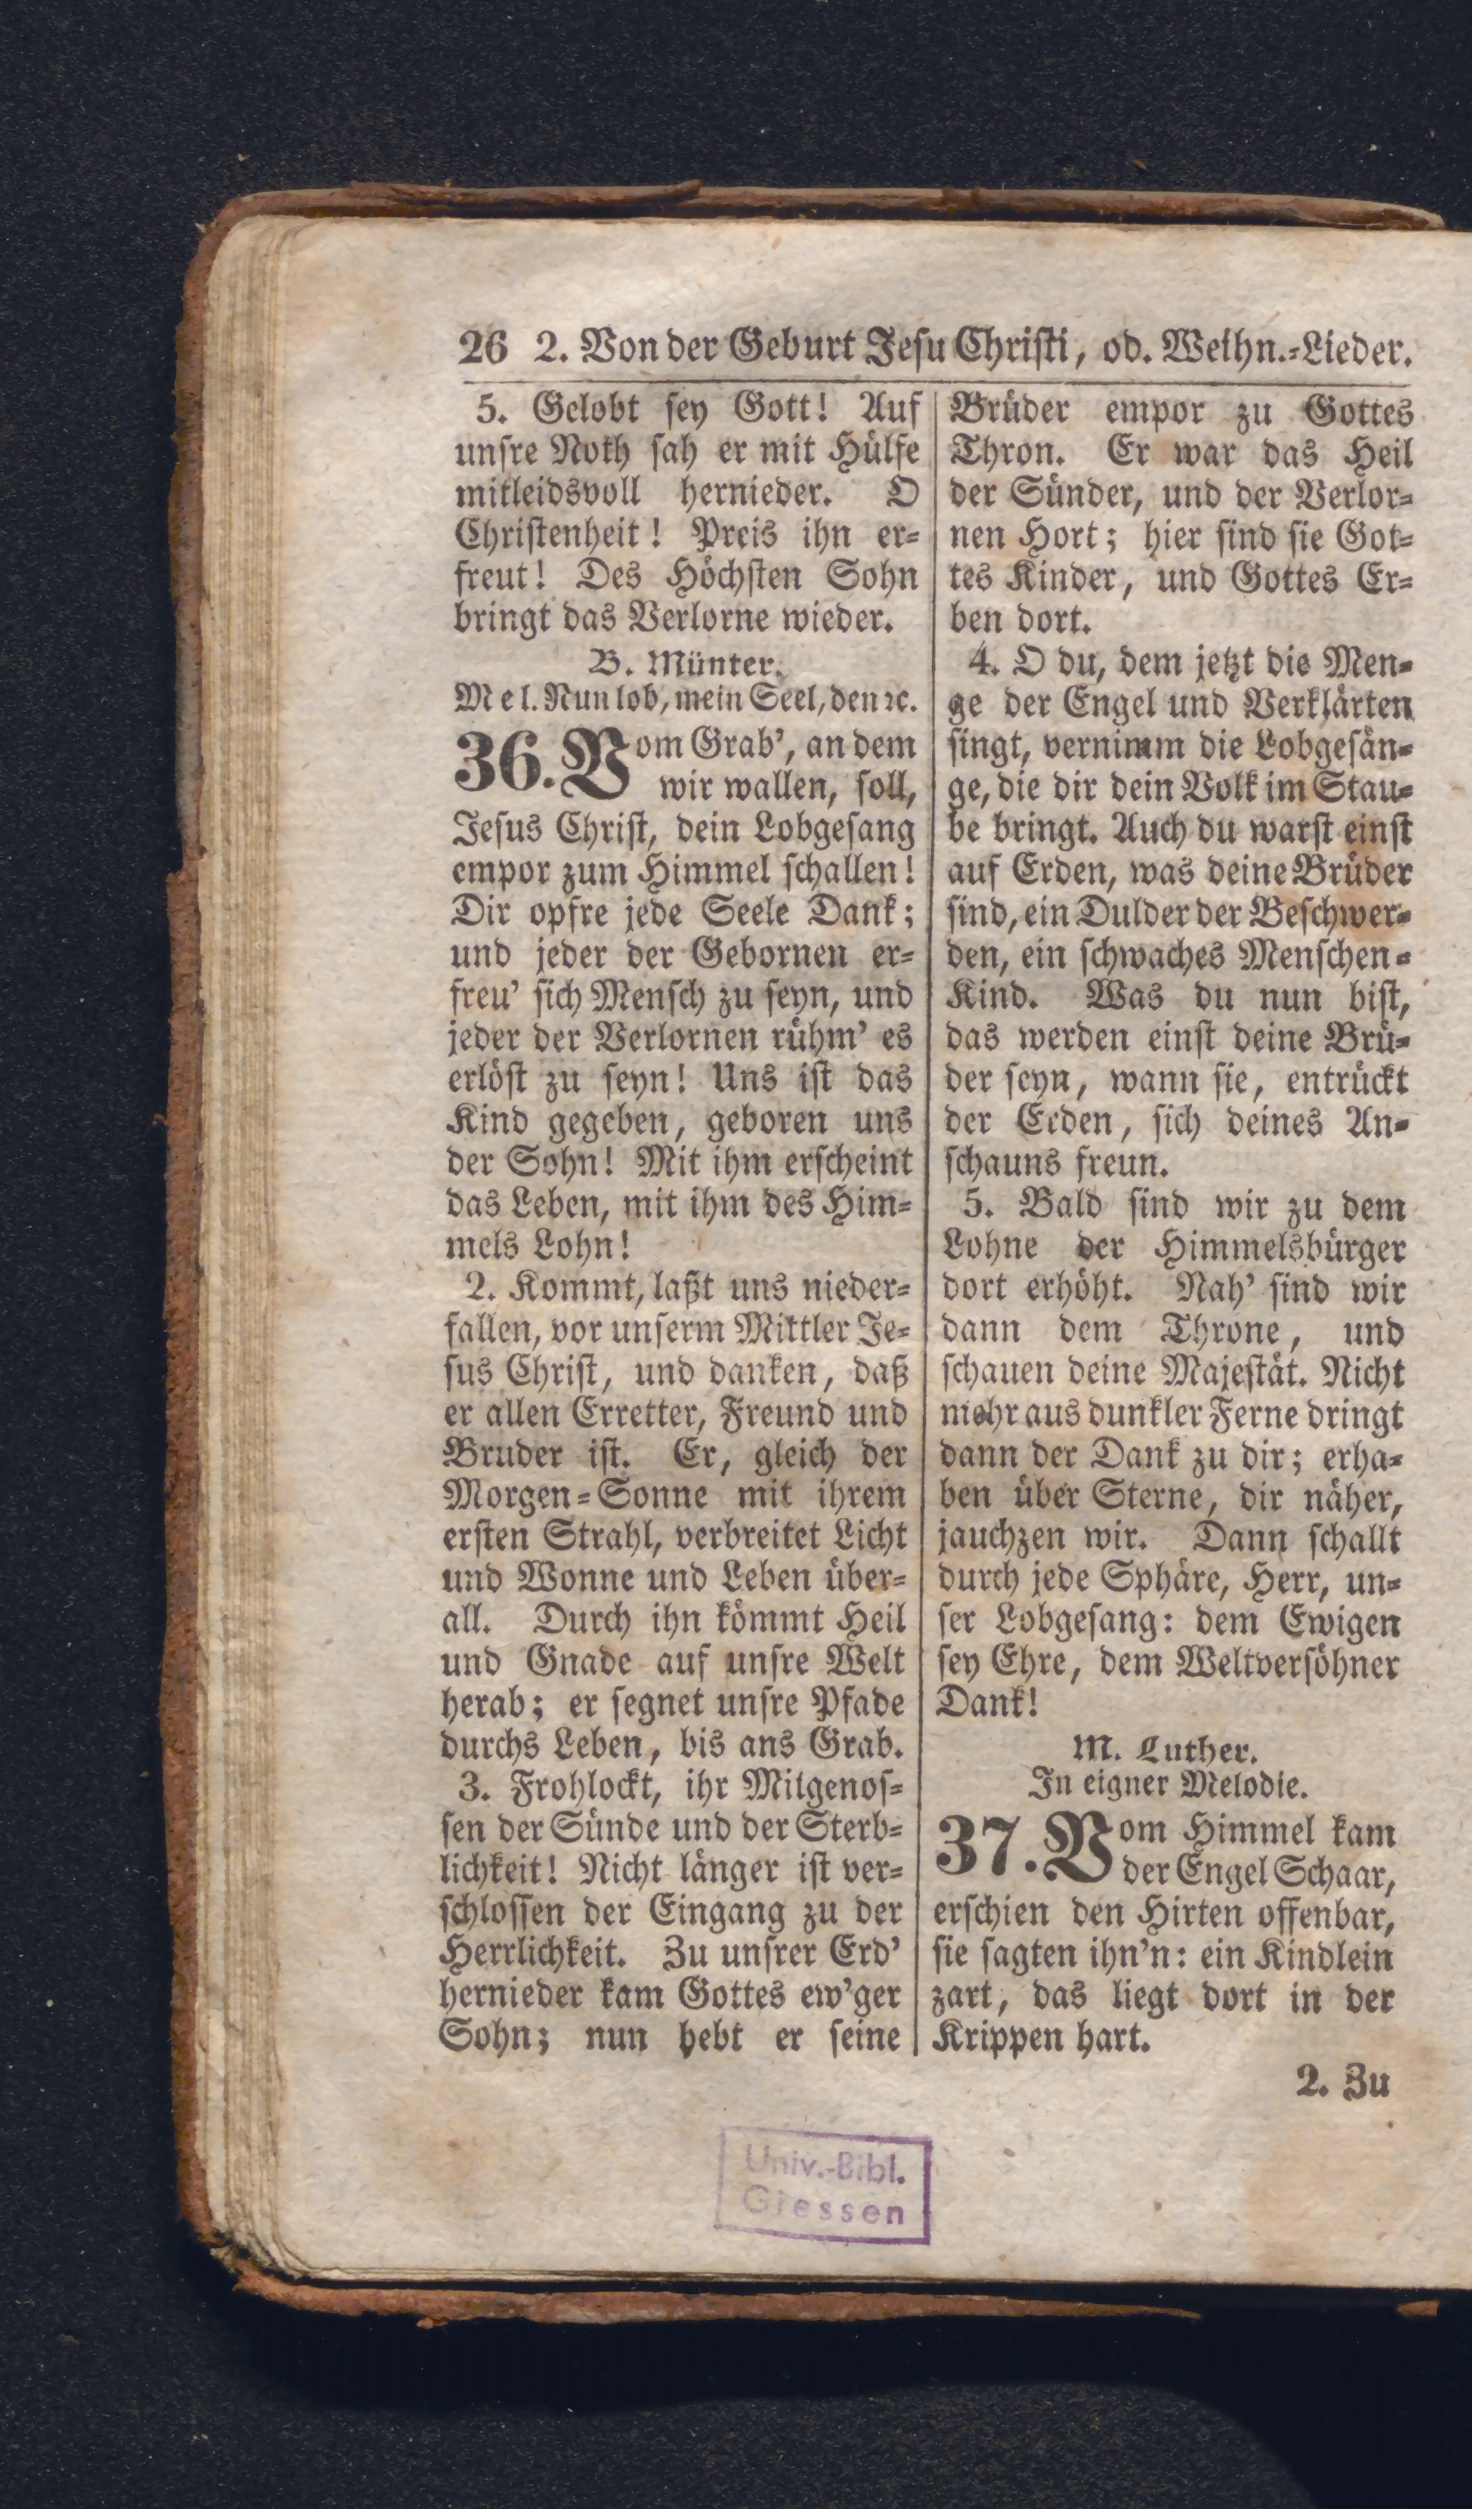 26 2. Von der Geburt Jesu Christi, od. Weihn.-Lieder.
5. Gelobt sey Gott! Auf
unsre Noth sah er mit Hülfe
mitleidsvoll hernieder. O
Christenheit! Preis ihn er-
freut! Des Höchsten Sohn
bringt das Verlorne wieder.
B. Münter.
Mel. Nun lob, mein Seel, den ꝛc.
36. Vom Grab', an dem
wir wallen, soll,
Jesus Christ, dein Lobgesang
empor zum Himmel schallen!
Dir opfre jede Seele Dank;
und jeder der Gebornen er-
freu' sich Mensch zu seyn, und
jeder der Verlornen rühm' es
erlöst zu seyn! Uns ist das
Kind gegeben, geboren uns
der Sohn! Mit ihm erscheint
das Leben, mit ihm des Him-
mels Lohn!
2. Kommt, laßt uns nieder-
fallen, vor unserm Mittler Je-
sus Christ, und danken, daß
er allen Erretter, Freund und
Bruder ist. Er, gleich der
Morgen-Sonne mit ihrem
ersten Strahl, verbreitet Licht
und Wonne und Leben über-
all. Durch ihn kömmt Heil
und Gnade auf unsre Welt
herab; er segnet unsre Pfade
durchs Leben, bis ans Grab.
3. Frohlockt, ihr Mitgenos-
sen der Sünde und der Sterb-
lichkeit! Nicht länger ist ver-
schlossen der Eingang zu der
Herrlichkeit. Zu unsrer Erd'
hernieder kam Gottes ew'ger
Sohn; nun hebt er seine
Brüder empor zu Gottes
Thron. Er war das Heil
der Sünder, und der Verlor-
nen Hort; hier sind sie Got-
tes Kinder, und Gottes Er-
ben dort.
4. O du, dem jetzt die Men-
ge der Engel und Verklärten
singt, vernimm die Lobgesän-
ge, die dir dein Volk im Stau-
be bringt. Auch du warst einst
auf Erden, was deine Brüder
sind, ein Dulder der Beschwer-
den, ein schwaches Menschen-
Kind. Was du nun bist,
das werden einst deine Brü-
der seyn, wann sie, entrückt
der Erden, sich deines An-
schauns freun.
5. Bald sind wir zu dem
Lohne der Himmelsbürger
dort erhöht. Nah' sind wir
dann dem Throne, und
schauen deine Majestät. Nicht
mehr aus dunkler Ferne dringt
dann der Dank zu dir; erha-
ben über Sterne, dir näher,
jauchzen wir. Dann schallt
durch jede Sphäre, Herr, un-
ser Lobgesang: dem Ewigen
sey Ehre, dem Weltversöhner
Dank!
M. Luther.
In eigner Melodie.
37. Vom Himmel kam
der Engel Schaar,
erschien den Hirten offenbar,
sie sagten ihn'n: ein Kindlein
zart, das liegt dort in der
Krippen hart.
2. Zu
Univ.-Bibl.
Giessen